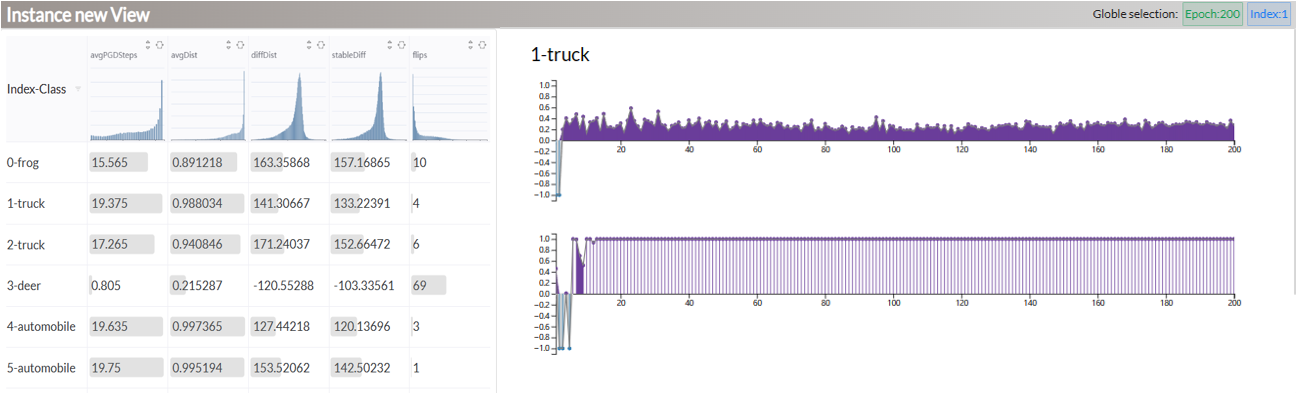 Instance new View
Globle selection: Epoch:200 Index:1
Index-Class avgPGDSteps avgDist diffDist stableDiff flips
0-frog 15.565 0.891218 163.35868 157.16865 10
1-truck 19.375 0.988034 141.30667 133.22391 4
2-truck 17.265 0.940846 171.24037 152.66472 6
3-deer 0.805 0.215287 -120.55288 -103.33561 69
4-automobile 19.635 0.997365 127.44218 120.13696 3
5-automobile 19.75 0.995194 153.52062 142.50232 1
1-truck
1.0
0.8
0.6
0.4
0.2
0.0
-0.2
-0.4
-0.6
-0.8
-1.0
20 40 60 80 100 120 140 160 180 200
1.0
0.8
0.6
0.4
0.2
0.0
-0.2
-0.4
-0.6
-0.8
-1.0
20 40 60 80 100 120 140 160 180 200